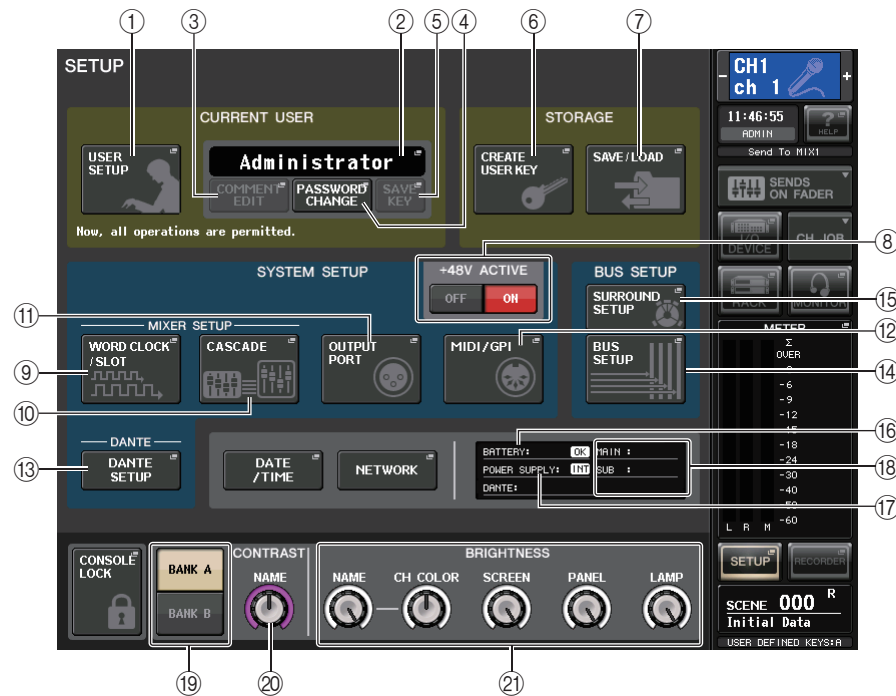 ① ③ ② ⑤ ④ ⑥ ⑦
SETUP
CH1
ch 1
- +
CURRENT USER
STORAGE
11:46:55
ADMIN
? HELP
Send To MIX1
USER
SETUP
Administrator
COMMENT
EDIT
PASSWORD
CHANGE
SAVE
KEY
CREATE
USER KEY
SAVE/LOAD
Now, all operations are permitted.
SENDS
ON FADER
I/O
DEVICE
CH JOB
⑧
SYSTEM SETUP
+48V ACTIVE
OFF ON
BUS SETUP
SURROUND
SETUP
⑮
RACK
MONITOR
⑪
⑫
MIXER SETUP
WORD CLOCK
/SLOT
CASCADE
OUTPUT
PORT
MIDI/GPI
BUS
SETUP
⑨
⑩
⑭
METER
Σ
OVER
-6
-9
-12
-15
-18
-24
-30
-40
-50
-60
L R M
⑯
DANTE
DANTE
SETUP
⑬
DATE
/TIME
NETWORK
BATTERY: OK MAIN :
POWER SUPPLY: INT SUB :
DANTE:
⑱
⑰
CONSOLE
LOCK
BANK A
BANK B
CONTRAST
NAME
BRIGHTNESS
NAME CH COLOR SCREEN PANEL LAMP
SETUP
RECORDER
SCENE 000 R
Initial Data
USER DEFINED KEYS:A
⑲ ⑳ ㉑